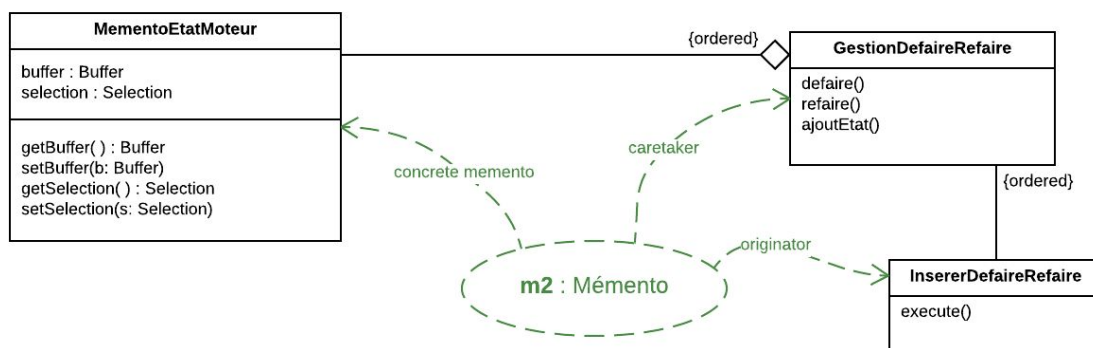 MementoEtatMoteur
buffer : Buffer
selection : Selection
getBuffer( ) : Buffer
setBuffer(b: Buffer)
getSelection( ) : Selection
setSelection(s: Selection)
{ordered}
GestionDefaireRefaire
defaire()
refaire()
ajoutEtat()
caretaker
concrete memento
{ordered}
originator
m2 : Mémento
InsererDefaireRefaire
execute()